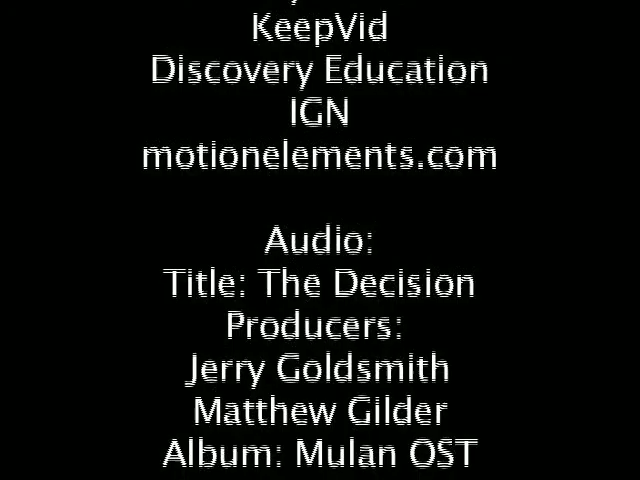 KeepVid
Discovery Education
IGN
motionelements.com
Audio:
Title: The Decision
Producers:
Jerry Goldsmith
Matthew Gilder
Album: Mulan OST